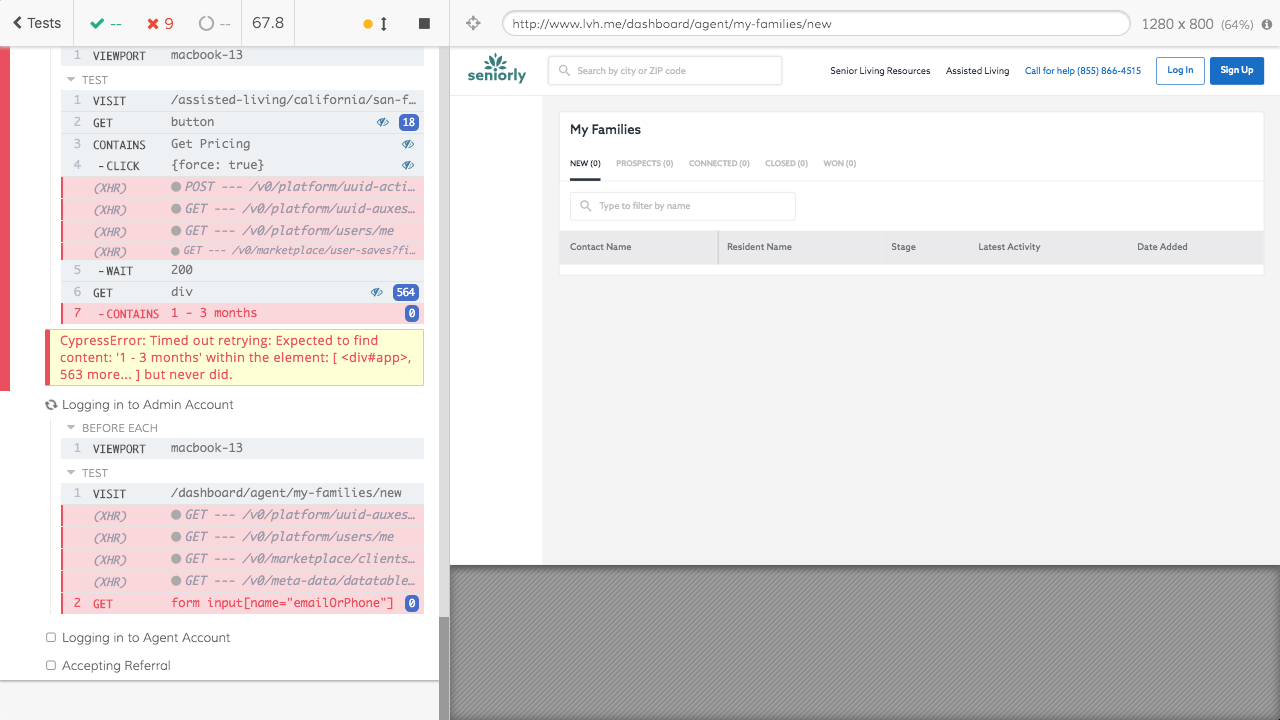 Tests
--
9
--
67.8
http://www.lvh.me/dashboard/agent/my-families/new
1280 x 800 (64%)
1 VIEWPORT macbook-13
TEST
1 VISIT /assisted-living/california/san-f...
2 GET button 18
3 CONTAINS Get Pricing
4 - CLICK {force: true}
(XHR) POST --- /v0/platform/uuid-acti...
(XHR) GET --- /v0/platform/uuid-auxes...
(XHR) GET --- /v0/platform/users/me
(XHR) GET --- /v0/marketplace/user-saves?fi...
5 - WAIT 200
6 GET div 564
7 - CONTAINS 1 - 3 months 0
CypressError: Timed out retrying: Expected to find
content: '1 - 3 months' within the element: [ <div#app>,
563 more... ] but never did.
Logging in to Admin Account
BEFORE EACH
1 VIEWPORT macbook-13
TEST
1 VISIT /dashboard/agent/my-families/new
(XHR) GET --- /v0/platform/uuid-auxes...
(XHR) GET --- /v0/platform/users/me
(XHR) GET --- /v0/marketplace/clients...
(XHR) GET --- /v0/meta-data/datatable...
2 GET form input[name="emailOrPhone"] 0
Logging in to Agent Account
Accepting Referral
seniorly
Search by city or ZIP code
Senior Living Resources
Assisted Living
Call for help (855) 866-4515
Log In
Sign Up
My Families
NEW (0) PROSPECTS (0) CONNECTED (0) CLOSED (0) WON (0)
Type to filter by name
Contact Name Resident Name Stage Latest Activity Date Added